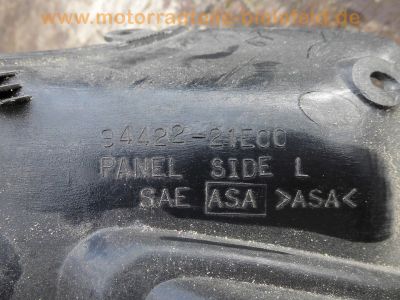 www.motorradteile-bielefeld.de
94422-21E00
PANEL SIDE L
SAE ASA >ASA<